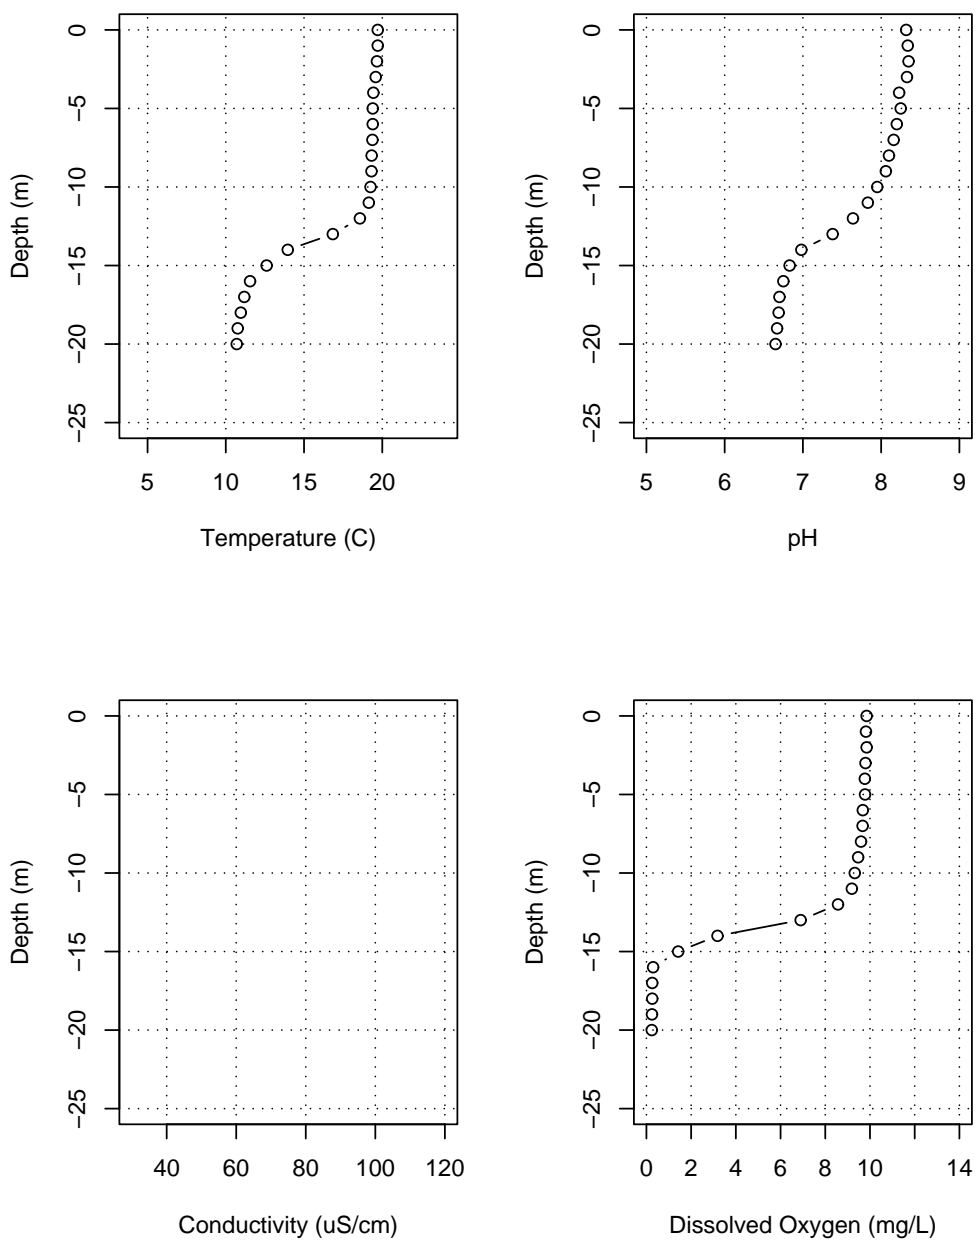 0
−5
−10
−15
−20
−25
Depth (m)
5 10 15 20
Temperature (C)
0
−5
−10
−15
−20
−25
Depth (m)
5 6 7 8 9
pH
0
−5
−10
−15
−20
−25
Depth (m)
40 60 80 100 120
Conductivity (uS/cm)
0
−5
−10
−15
−20
−25
Depth (m)
0 2 4 6 8 10 14
Dissolved Oxygen (mg/L)